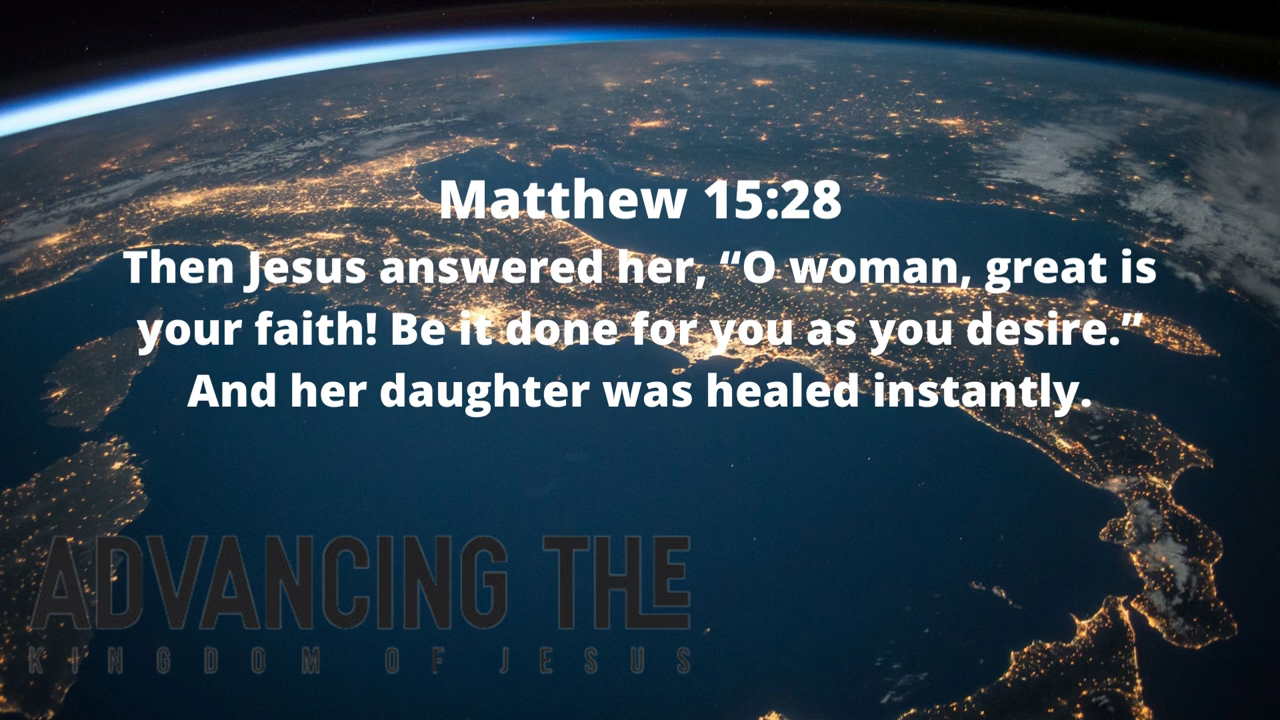 Matthew 15:28
Then Jesus answered her, “O woman, great is
your faith! Be it done for you as you desire.”
And her daughter was healed instantly.
ADVANCING THE
KINGDOM OF JESUS